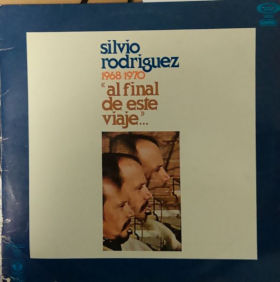 silvio
rodriguez
1968 1970
"al final
de este
viaje"...